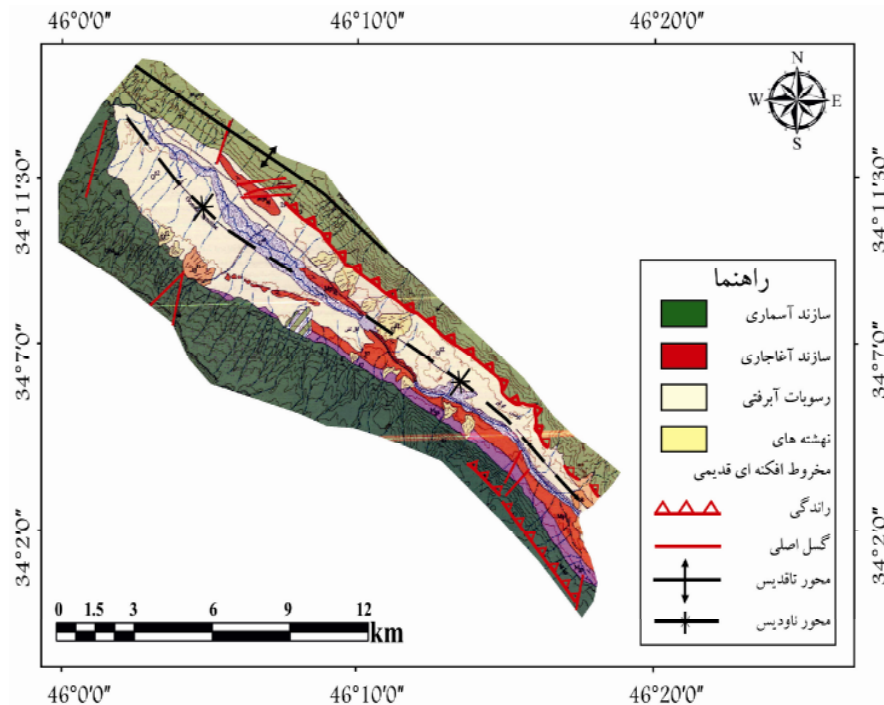 46°0'0" 46°10'0" 46°20'0"
N
W E
S
34°11'30" 34°11'30"
راهنما
سازند آسماری
34°7'0" 34°7'0"
سازند آغاجاری
رسوبات آبرفتی
نهشته های
مخروط افکنه ای قدیمی
راندگی
34°2'0" 34°2'0"
گسل اصلی
محور تاقدیس
محور ناودیس
0 1.5 3 6 9 12
km
46°0'0" 46°10'0" 46°20'0"